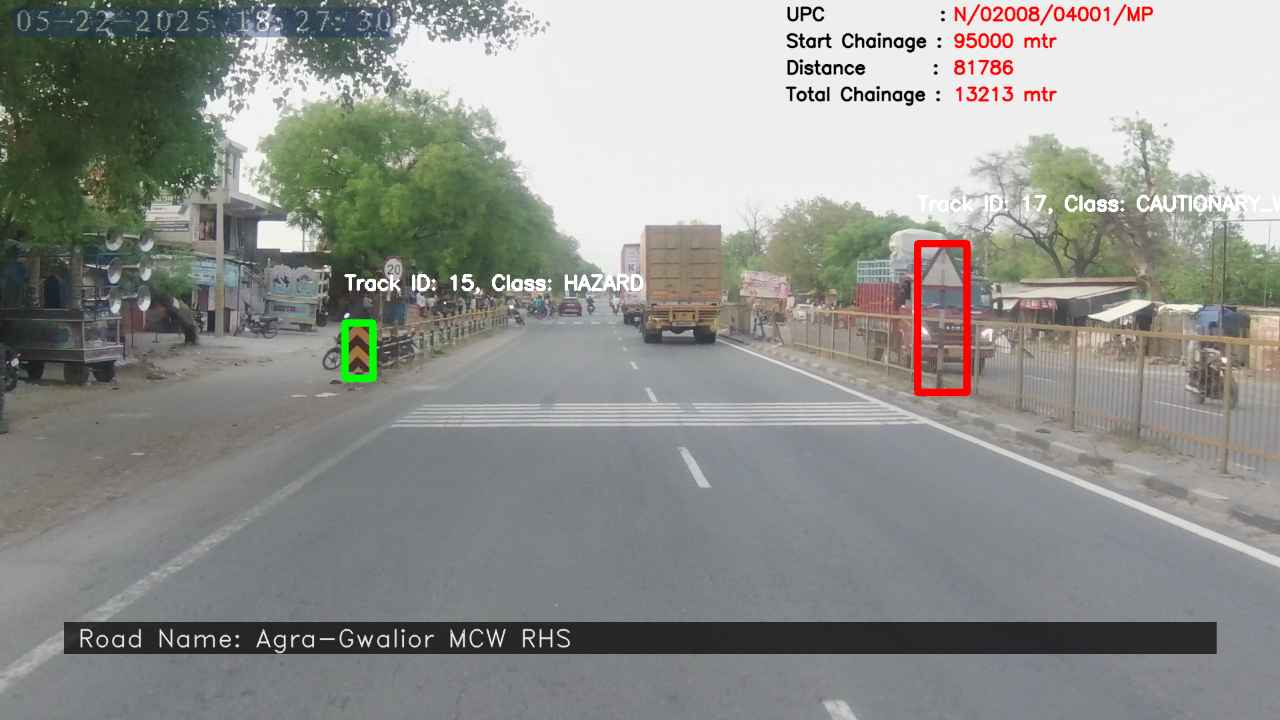 05-22-2025 18:27:30
UPC : N/02008/04001/MP
Start Chainage : 95000 mtr
Distance : 81786
Total Chainage : 13213 mtr
Track ID: 17, Class: CAUTIONARY_W
20
Track ID: 15, Class: HAZARD
Road Name: Agra-Gwalior MCW RHS